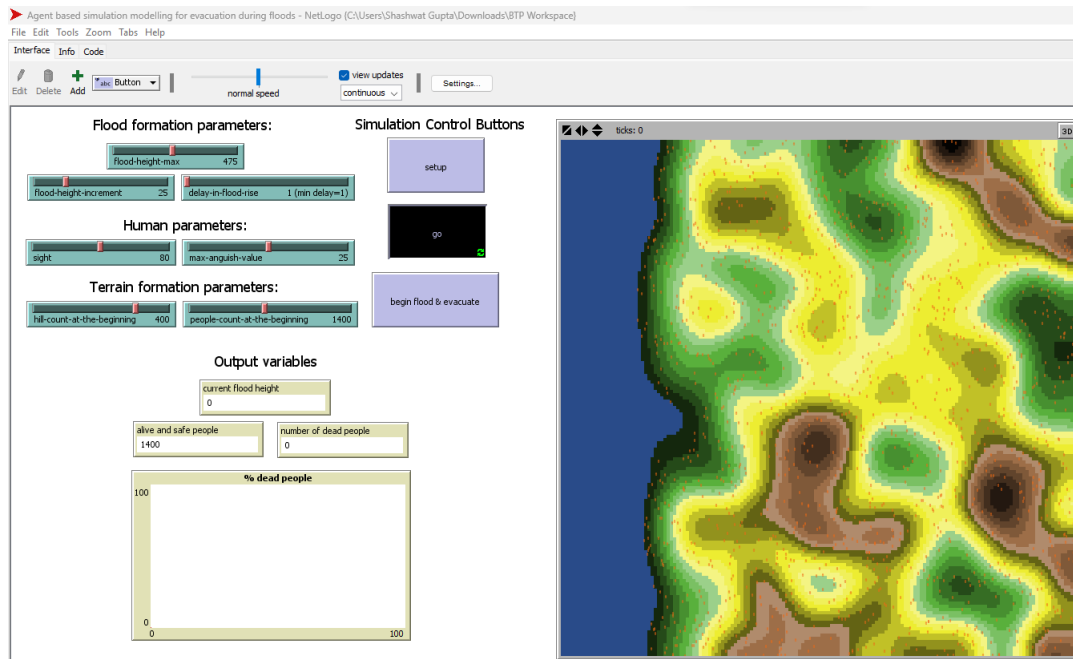 Agent based simulation modelling for evacuation during floods - NetLogo {C:\Users\Shashwat Gupta\Downloads\BTP Workspace}
File Edit Tools Zoom Tabs Help
Interface Info Code
Edit Delete Add abc Button normal speed view updates continuous Settings...
Flood formation parameters:
flood-height-max 475
flood-height-increment 25
delay-in-flood-rise 1 (min delay=1)
Human parameters:
sight 80
max-anguish-value 25
Terrain formation parameters:
hill-count-at-the-beginning 400
people-count-at-the-beginning 1400
Simulation Control Buttons
setup
go
begin flood & evacuate
Output variables
current flood height
0
alive and safe people
1400
number of dead people
0
% dead people
100
0
0 100
ticks: 0
3D